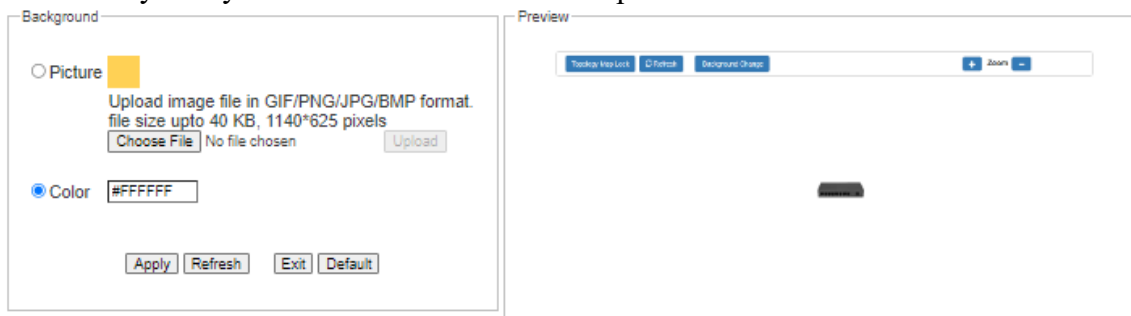 Background
Picture
Upload image file in GIF/PNG/JPG/BMP format.
file size upto 40 KB, 1140*625 pixels
Choose File No file chosen Upload
Color #FFFFFF
Apply Refresh Exit Default
Preview
Topology Map Lock Refresh Background Change + Zoom −